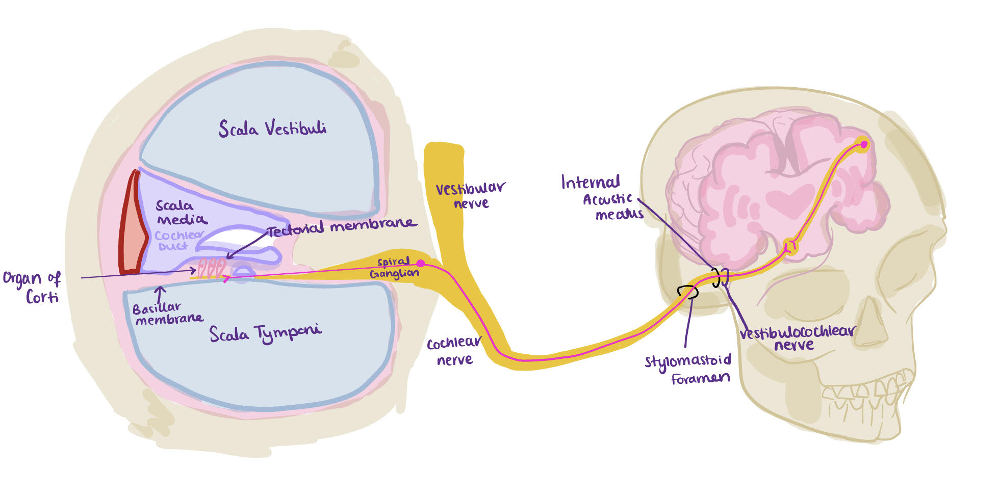 Scala Vestibuli
Scala
media
Cochlear
Duct
Tectorial membrane
Organ of
Corti
Basillar
membrane
Scala Tympani
Spiral
Ganglion
Vestibular
nerve
Cochlear
nerve
Internal
Acoustic
meatus
Stylomastoid
Foramen
Vestibulocochlear
nerve